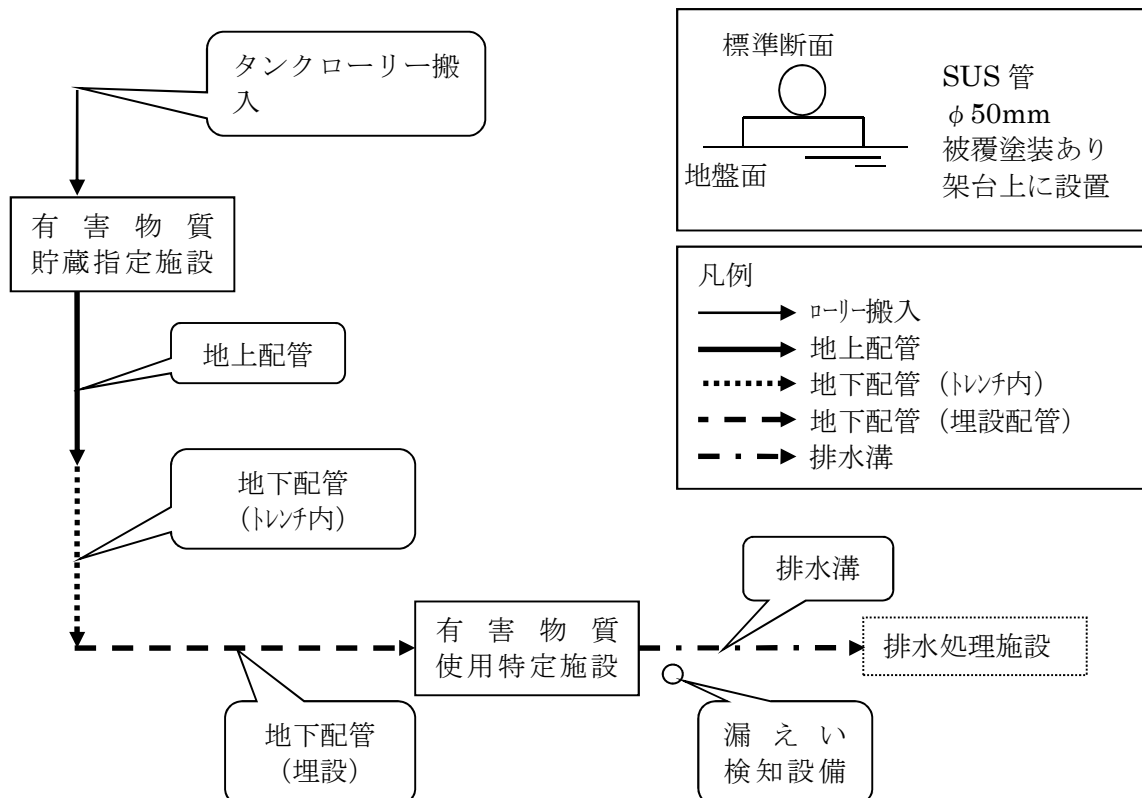 タンクローリー搬
入
標準断面
地盤面
SUS 管
φ50mm
被覆塗装あり
架台上に設置
有害物質
貯蔵指定施設
凡例
ﾛｰﾘｰ搬入
地上配管
地下配管（ﾄﾚﾝﾁ内）
地下配管（埋設配管）
排水溝
地上配管
地下配管
（ﾄﾚﾝﾁ内）
排水溝
有害物質
使用特定施設
排水処理施設
地下配管
（埋設）
漏えい
検知設備